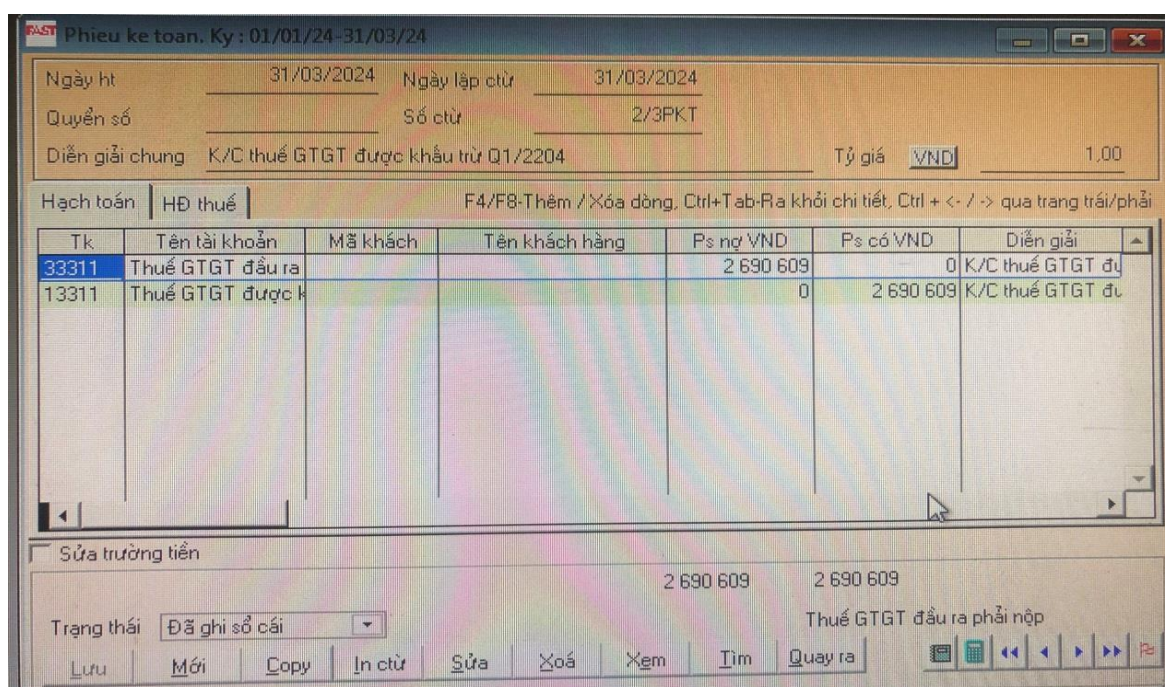 FAST Phieu ke toan. Ky : 01/01/24-31/03/24
Ngày ht 31/03/2024 Ngày lập ctừ 31/03/2024
Quyển số Số ctừ 2/3PKT
Diễn giải chung K/C thuế GTGT được khấu trừ Q1/2204 Tỷ giá VND 1,00
Hạch toán HĐ thuế F4/F8-Thêm / Xóa dòng, Ctrl+Tab-Ra khỏi chi tiết, Ctrl + <- / -> qua trang trái/phải
Tk Tên tài khoản Mã khách Tên khách hàng Ps nợ VND Ps có VND Diễn giải
33311 Thuế GTGT đầu ra 2 690 609 0 K/C thuế GTGT đư
13311 Thuế GTGT được k 0 2 690 609 K/C thuế GTGT đư
Sửa trường tiền
2 690 609 2 690 609
Thuế GTGT đầu ra phải nộp
Trạng thái Đã ghi sổ cái
Lưu Mới Copy In ctừ Sửa Xoá Xem Tìm Quay ra